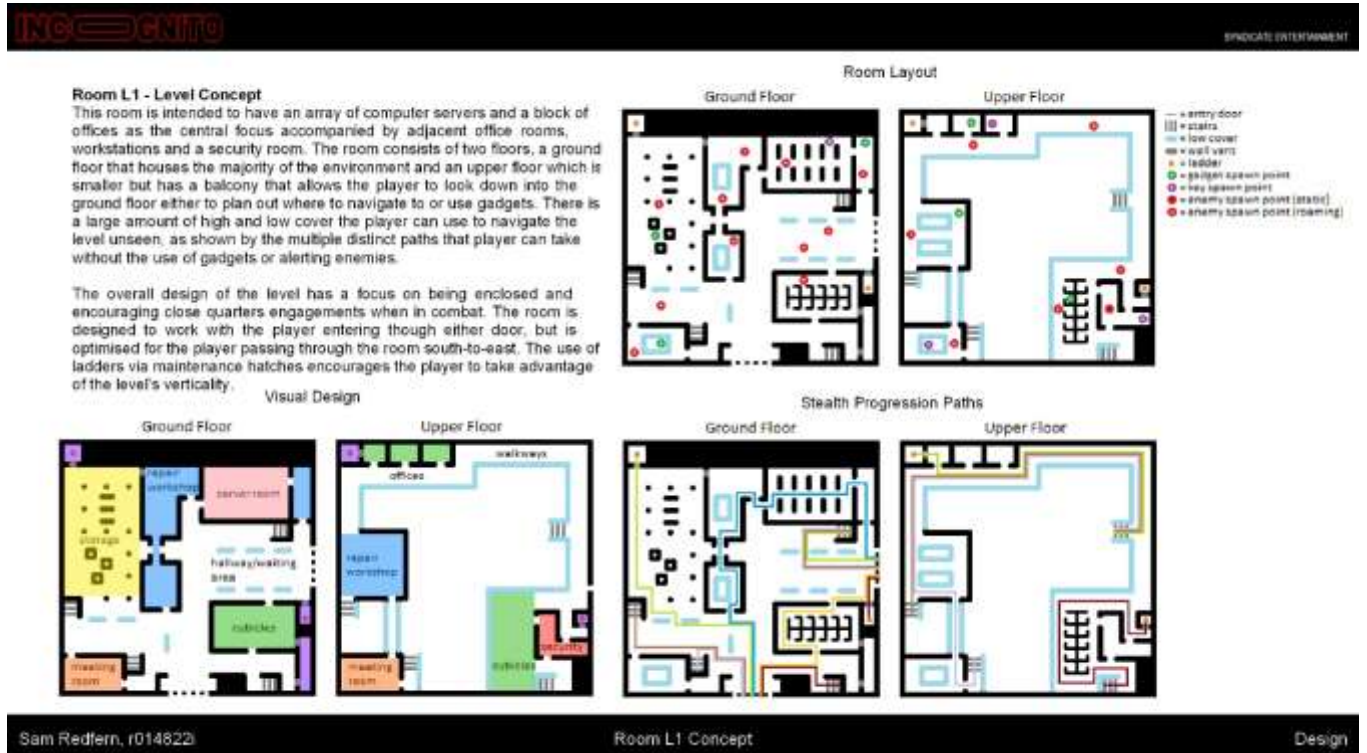 INCOGNITO
SYNDICATE ENTERTAINMENT
Room L1 - Level Concept
This room is intended to have an array of computer servers and a block of
offices as the central focus accompanied by adjacent office rooms,
workstations and a security room. The room consists of two floors, a ground
floor that houses the majority of the environment and an upper floor which is
smaller but has a balcony that allows the player to look down into the
ground floor either to plan out where to navigate to or use gadgets. There is
a large amount of high and low cover the player can use to navigate the
level unseen, as shown by the multiple distinct paths that player can take
without the use of gadgets or alerting enemies.
The overall design of the level has a focus on being enclosed and
encouraging close quarters engagements when in combat. The room is
designed to work with the player entering though either door, but is
optimised for the player passing through the room south-to-east. The use of
ladders via maintenance hatches encourages the player to take advantage
of the level's verticality.
Room Layout
Ground Floor
Upper Floor
= entry door
= stairs
= low cover
= wall vent
= ladder
= gadget spawn point
= key spawn point
= enemy spawn point (static)
= enemy spawn point (roaming)
Visual Design
Ground Floor
Upper Floor
repair
workshop
server room
storage
hallway/waiting
area
cubicles
meeting
room
offices
walkways
repair
workshop
meeting
room
cubicles
security
Stealth Progression Paths
Ground Floor
Upper Floor
Sam Redfern, r014822i
Room L1 Concept
Design